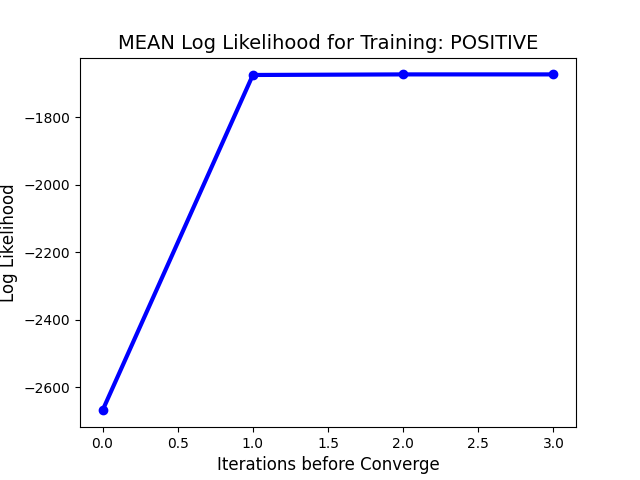 MEAN Log Likelihood for Training: POSITIVE
Log Likelihood
−1800
−2000
−2200
−2400
−2600
0.0 0.5 1.0 1.5 2.0 2.5 3.0
Iterations before Converge